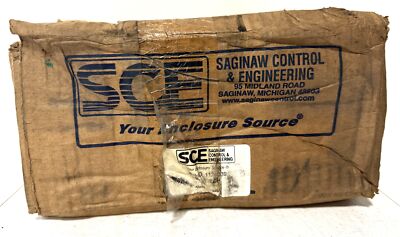 SCE
SAGINAW CONTROL
& ENGINEERING
95 MIDLAND ROAD
SAGINAW, MICHIGAN 48603
www.saginawcontrol.com
Your Enclosure Source®
SCE
SAGINAW
CONTROL &
ENGINEERING